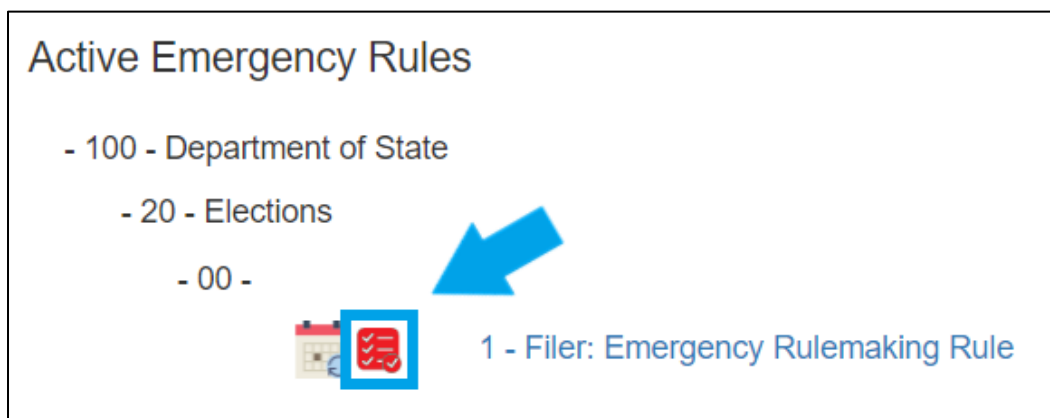 Active Emergency Rules
- 100 - Department of State
- 20 - Elections
- 00 -
1 - Filer: Emergency Rulemaking Rule